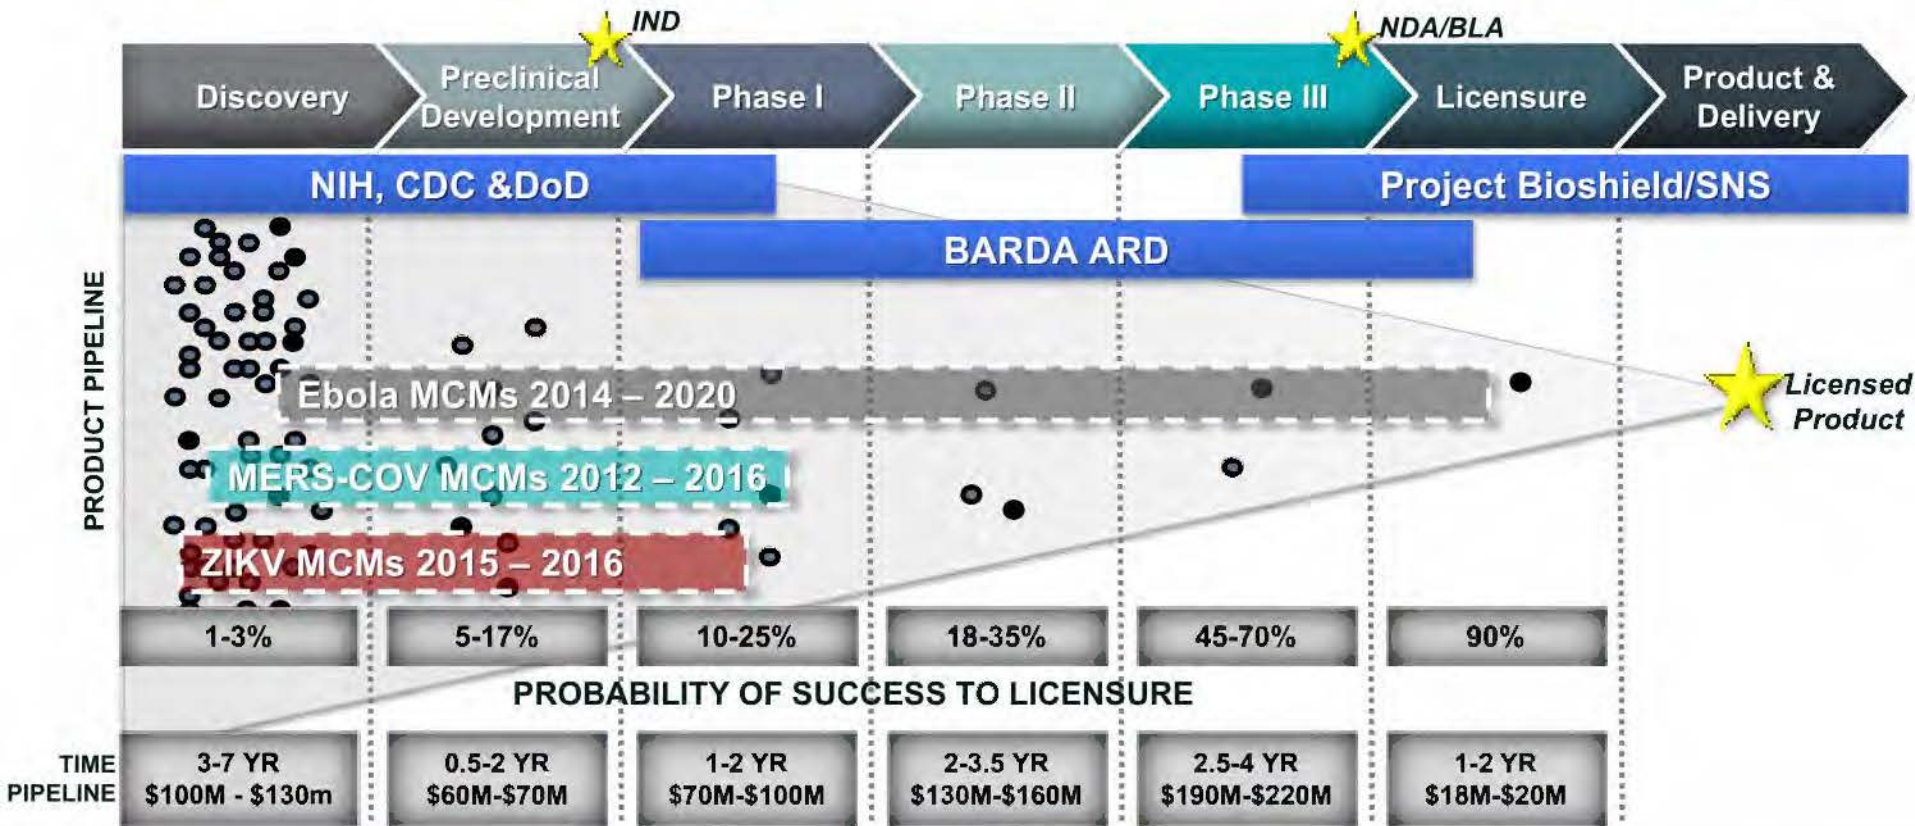 IND
NDA/BLA
Discovery
Preclinical
Development
Phase I
Phase II
Phase III
Licensure
Product &
Delivery
NIH, CDC &DoD
Project Bioshield/SNS
BARDA ARD
PRODUCT PIPELINE
Ebola MCMs 2014 – 2020
Licensed
Product
MERS-COV MCMs 2012 – 2016
ZIKV MCMs 2015 – 2016
1-3%
5-17%
10-25%
18-35%
45-70%
90%
PROBABILITY OF SUCCESS TO LICENSURE
TIME
PIPELINE
3-7 YR
$100M - $130m
0.5-2 YR
$60M-$70M
1-2 YR
$70M-$100M
2-3.5 YR
$130M-$160M
2.5-4 YR
$190M-$220M
1-2 YR
$18M-$20M